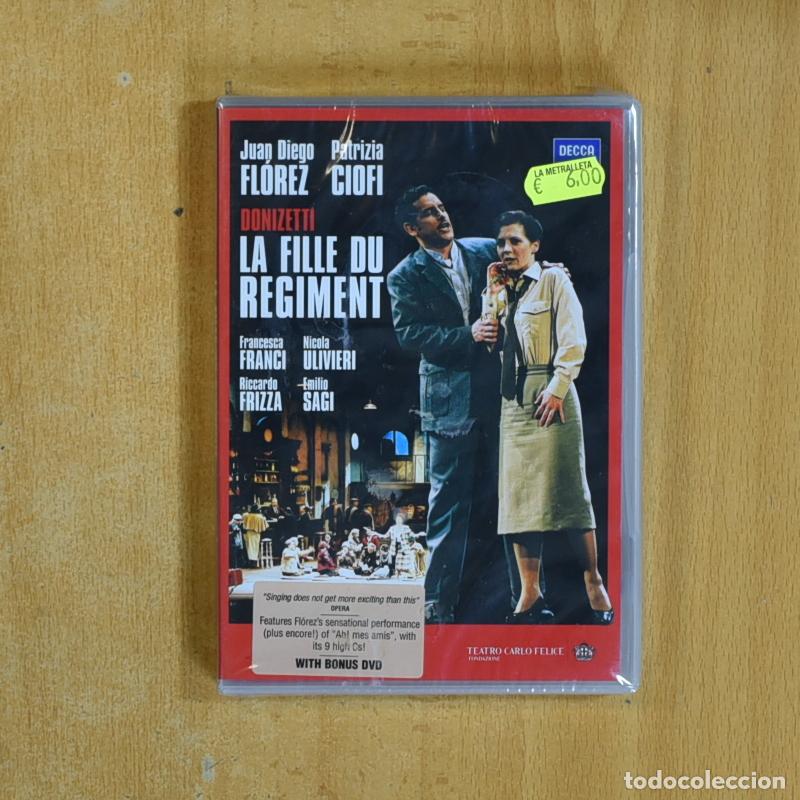 Juan Diego Patrizia
FLÓREZ CIOFI
DECCA
LA METRALLETA
€ 6,00
DONIZETTI
LA FILLE DU
REGIMENT
Francesca Nicola
FRANCI ULIVIERI
Riccardo Emilio
FRIZZA SAGI
"Singing does not get more exciting than this"
OPERA
Features Flórez's sensational performance
(plus encore!) of "Ah! mes amis", with
its 9 high Cs!
WITH BONUS DVD
TEATRO CARLO FELICE
FONDAZIONE
todocoleccion